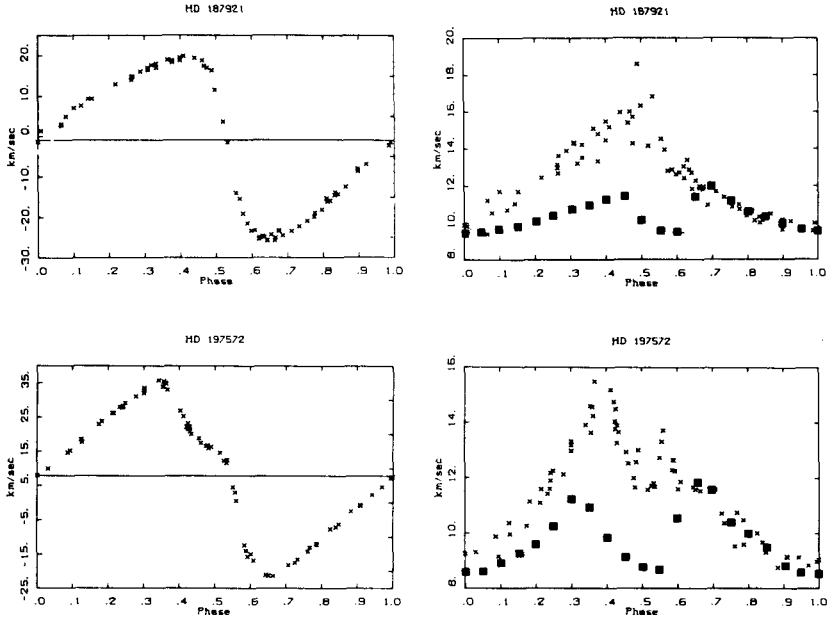 HD 187921
km/sec
20.
10.
0.
-10.
-20.
-30.
.0 .1 .2 .3 .4 .5 .6 .7 .8 .9 1.0
Phase
HD 187921
km/sec
20.
18.
16.
14.
12.
10.
8.
.0 .1 .2 .3 .4 .5 .6 .7 .8 .9 1.0
Phase
HD 197572
km/sec
35.
25.
15.
5.
-5.
-15.
-25.
.0 .1 .2 .3 .4 .5 .6 .7 .8 .9 1.0
Phase
HD 197572
km/sec
16.
14.
12.
10.
8.
.0 .1 .2 .3 .4 .5 .6 .7 .8 .9 1.0
Phase